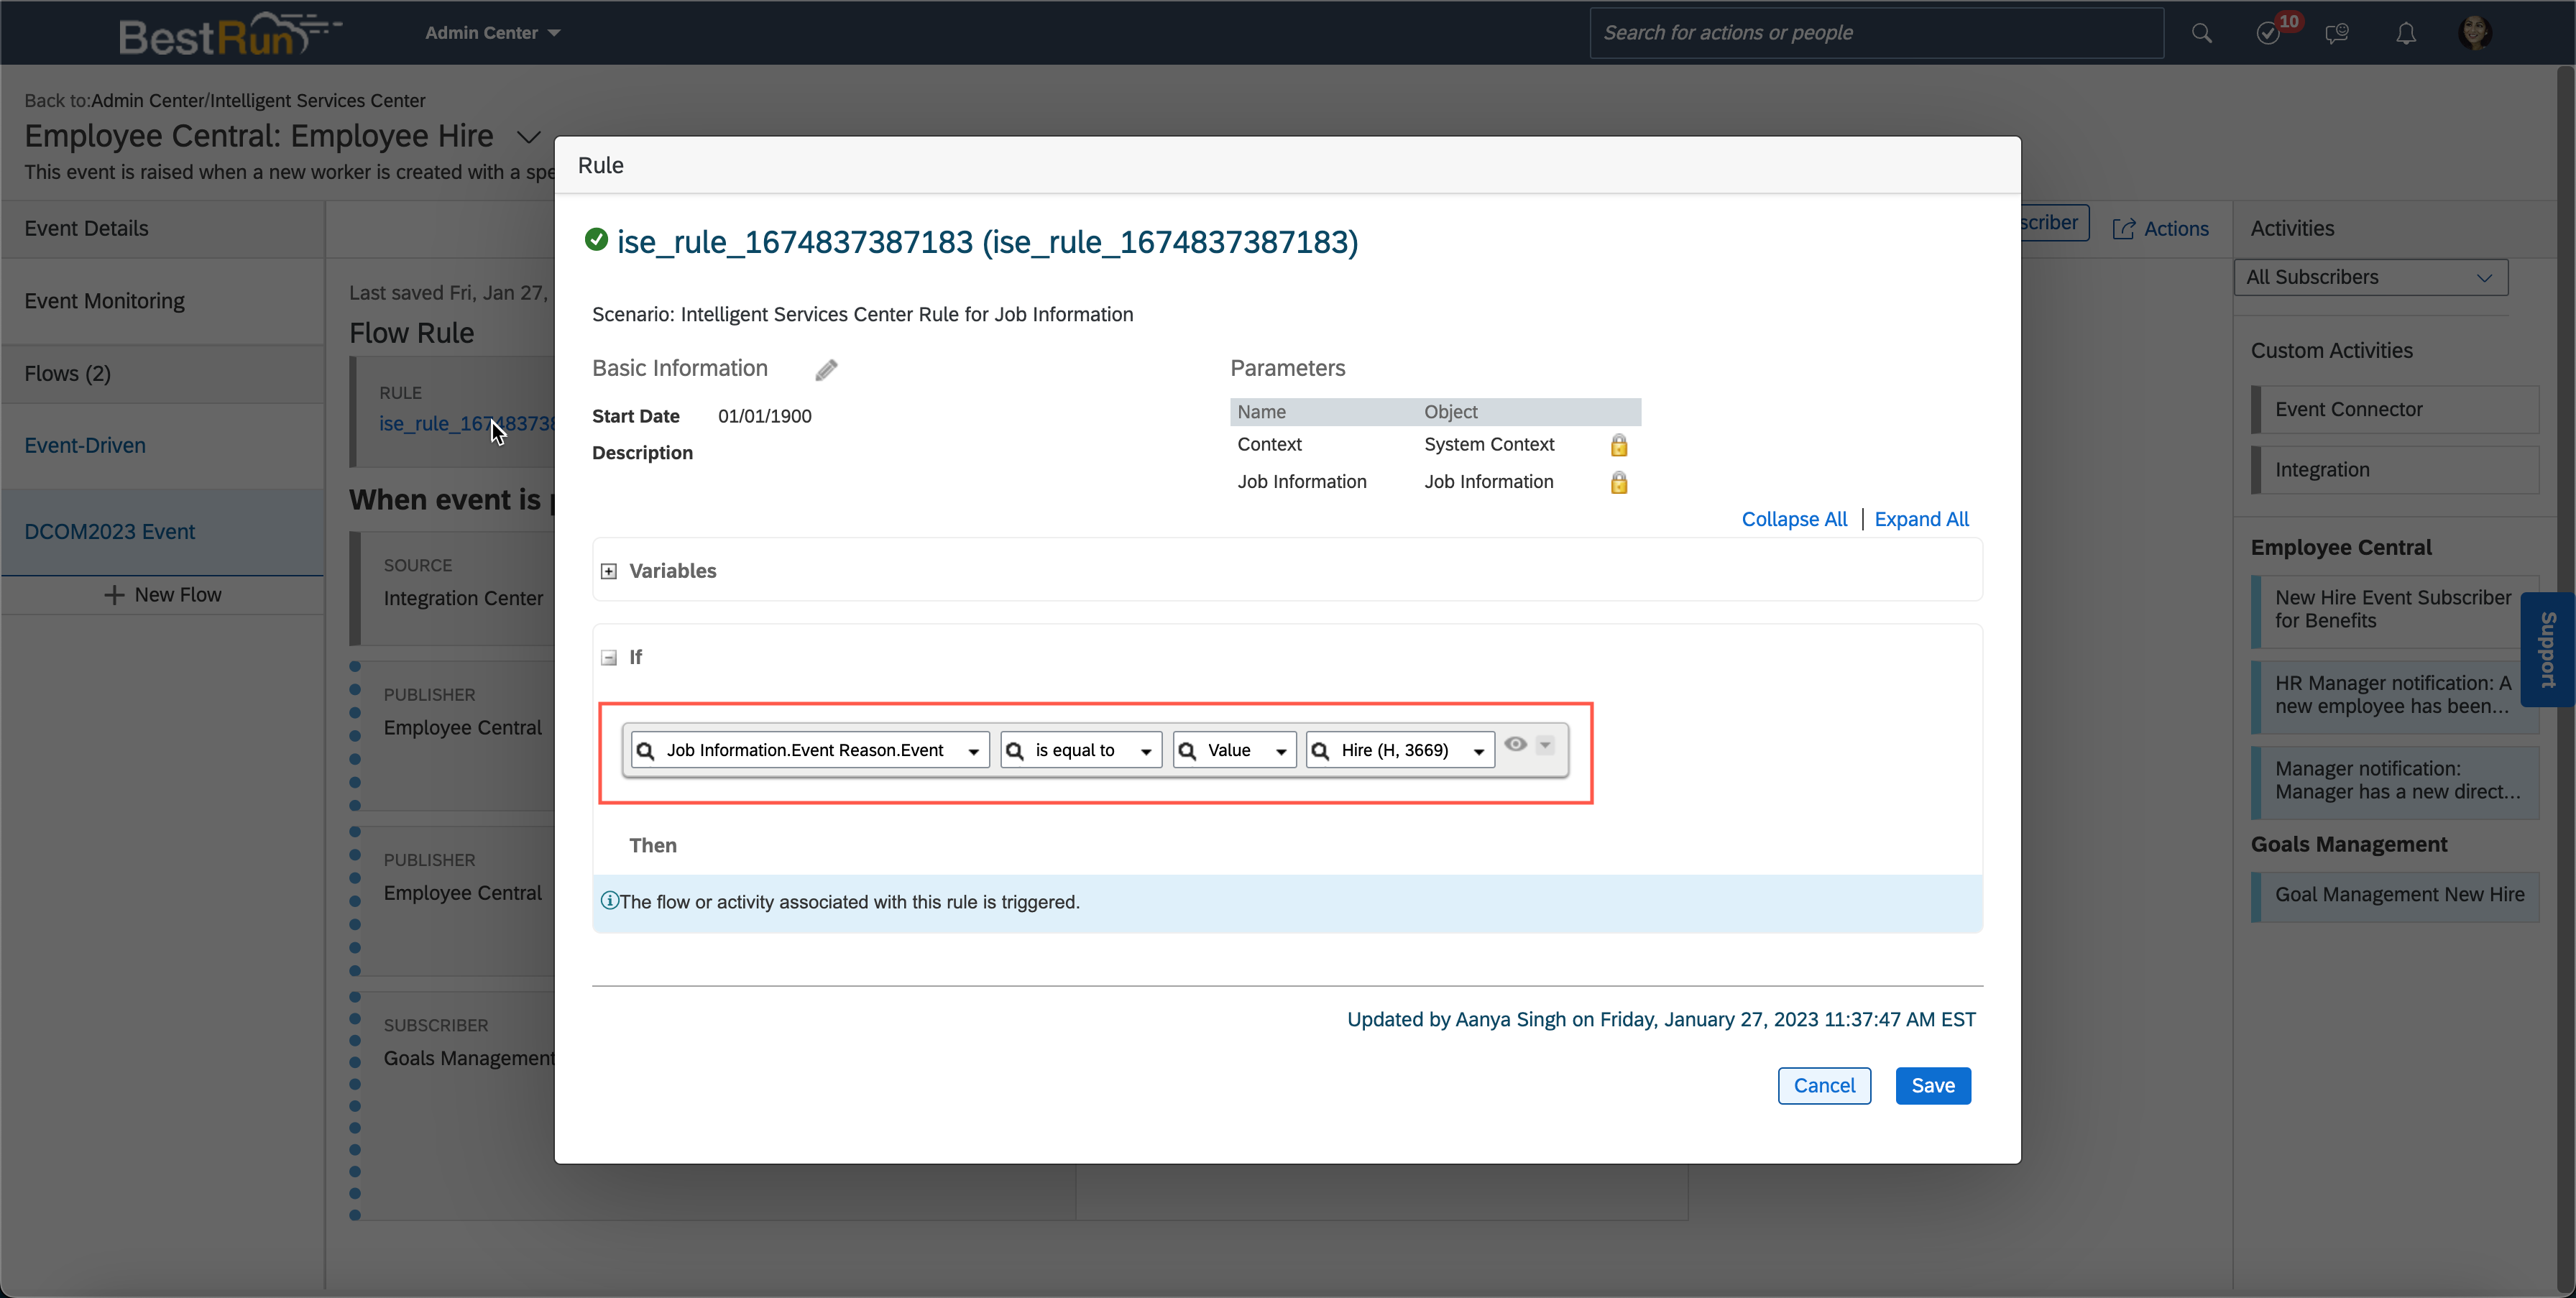 BestRun
Admin Center
Search for actions or people
10
Back to:Admin Center/Intelligent Services Center
Employee Central: Employee Hire
This event is raised when a new worker is created with a spe
Event Details
Event Monitoring
Flows (2)
Event-Driven
DCOM2023 Event
New Flow
Last saved Fri, Jan 27,
Flow Rule
RULE
ise_rule_167483738
When event is p
SOURCE
Integration Center
PUBLISHER
Employee Central
PUBLISHER
Employee Central
SUBSCRIBER
Goals Management
Rule
ise_rule_1674837387183 (ise_rule_1674837387183)
Scenario: Intelligent Services Center Rule for Job Information
Basic Information
Start Date 01/01/1900
Description
Parameters
Name Object
Context System Context
Job Information Job Information
Collapse All | Expand All
Variables
If
Job Information.Event Reason.Event is equal to Value Hire (H, 3669)
Then
The flow or activity associated with this rule is triggered.
Updated by Aanya Singh on Friday, January 27, 2023 11:37:47 AM EST
Cancel Save
scriber
Actions
Activities
All Subscribers
Custom Activities
Event Connector
Integration
Employee Central
New Hire Event Subscriber
for Benefits
HR Manager notification: A
new employee has been...
Manager notification:
Manager has a new direct...
Goals Management
Goal Management New Hire
Support